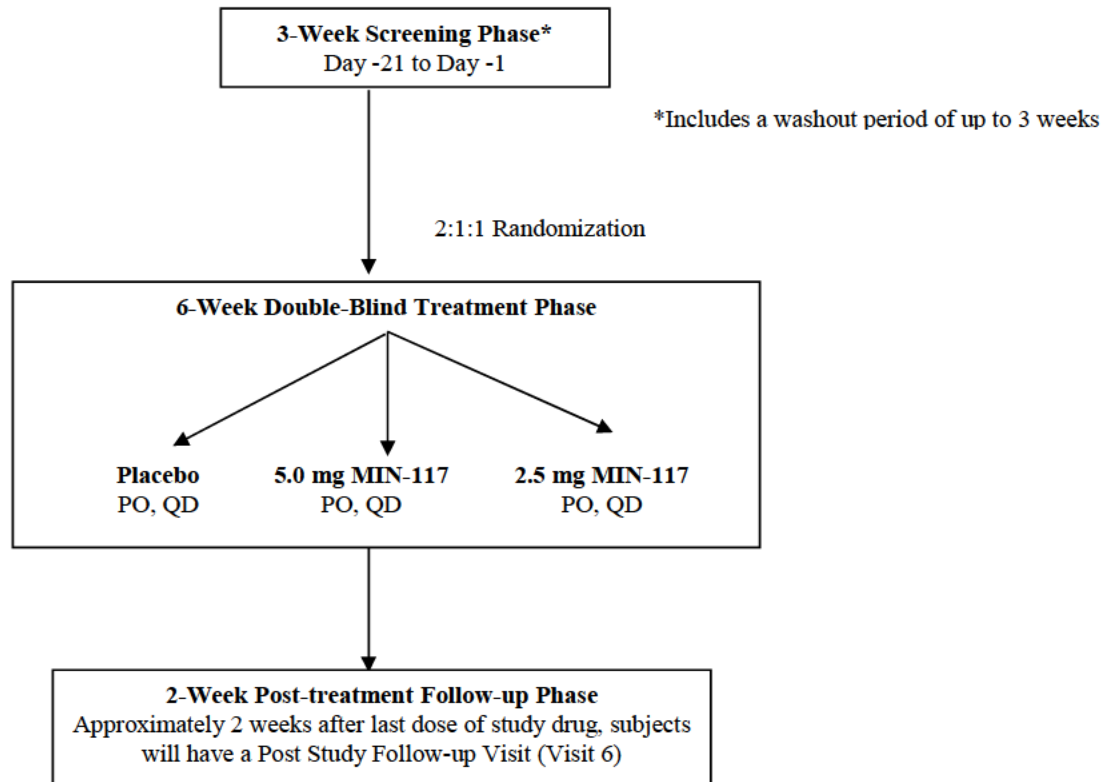 3-Week Screening Phase*
Day -21 to Day -1
*Includes a washout period of up to 3 weeks
2:1:1 Randomization
6-Week Double-Blind Treatment Phase
Placebo
PO, QD
5.0 mg MIN-117
PO, QD
2.5 mg MIN-117
PO, QD
2-Week Post-treatment Follow-up Phase
Approximately 2 weeks after last dose of study drug, subjects
will have a Post Study Follow-up Visit (Visit 6)